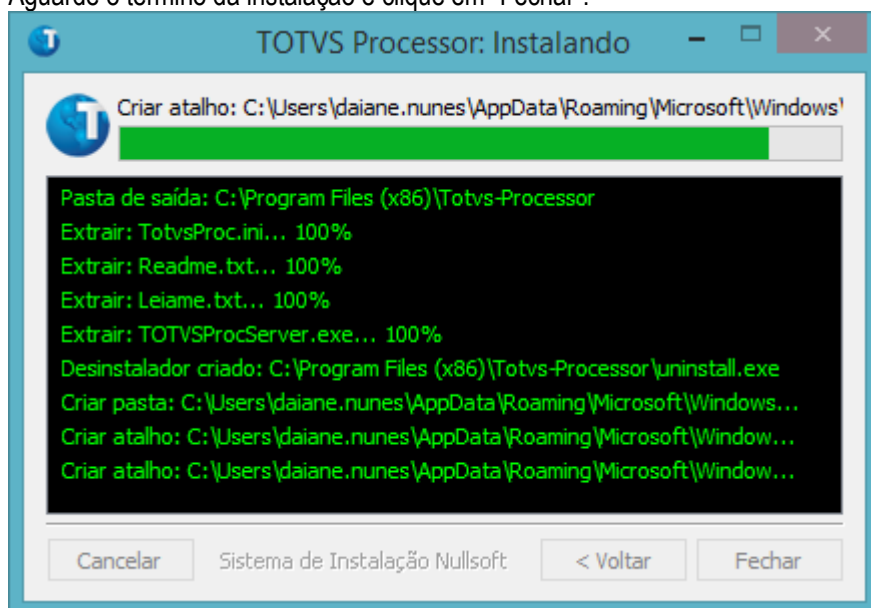 Aguarde o término da instalação e clique em "Fechar".
TOTVS Processor: Instalando
Criar atalho: C:\Users\daiane.nunes\AppData\Roaming\Microsoft\Windows\
Pasta de saída: C:\Program Files (x86)\Totvs-Processor
Extrair: TotvsProc.ini... 100%
Extrair: Readme.txt... 100%
Extrair: Leiame.txt... 100%
Extrair: TOTVSProcServer.exe... 100%
Desinstalador criado: C:\Program Files (x86)\Totvs-Processor\uninstall.exe
Criar pasta: C:\Users\daiane.nunes\AppData\Roaming\Microsoft\Windows...
Criar atalho: C:\Users\daiane.nunes\AppData\Roaming\Microsoft\Window...
Criar atalho: C:\Users\daiane.nunes\AppData\Roaming\Microsoft\Window...
Cancelar Sistema de Instalação Nullsoft < Voltar Fechar